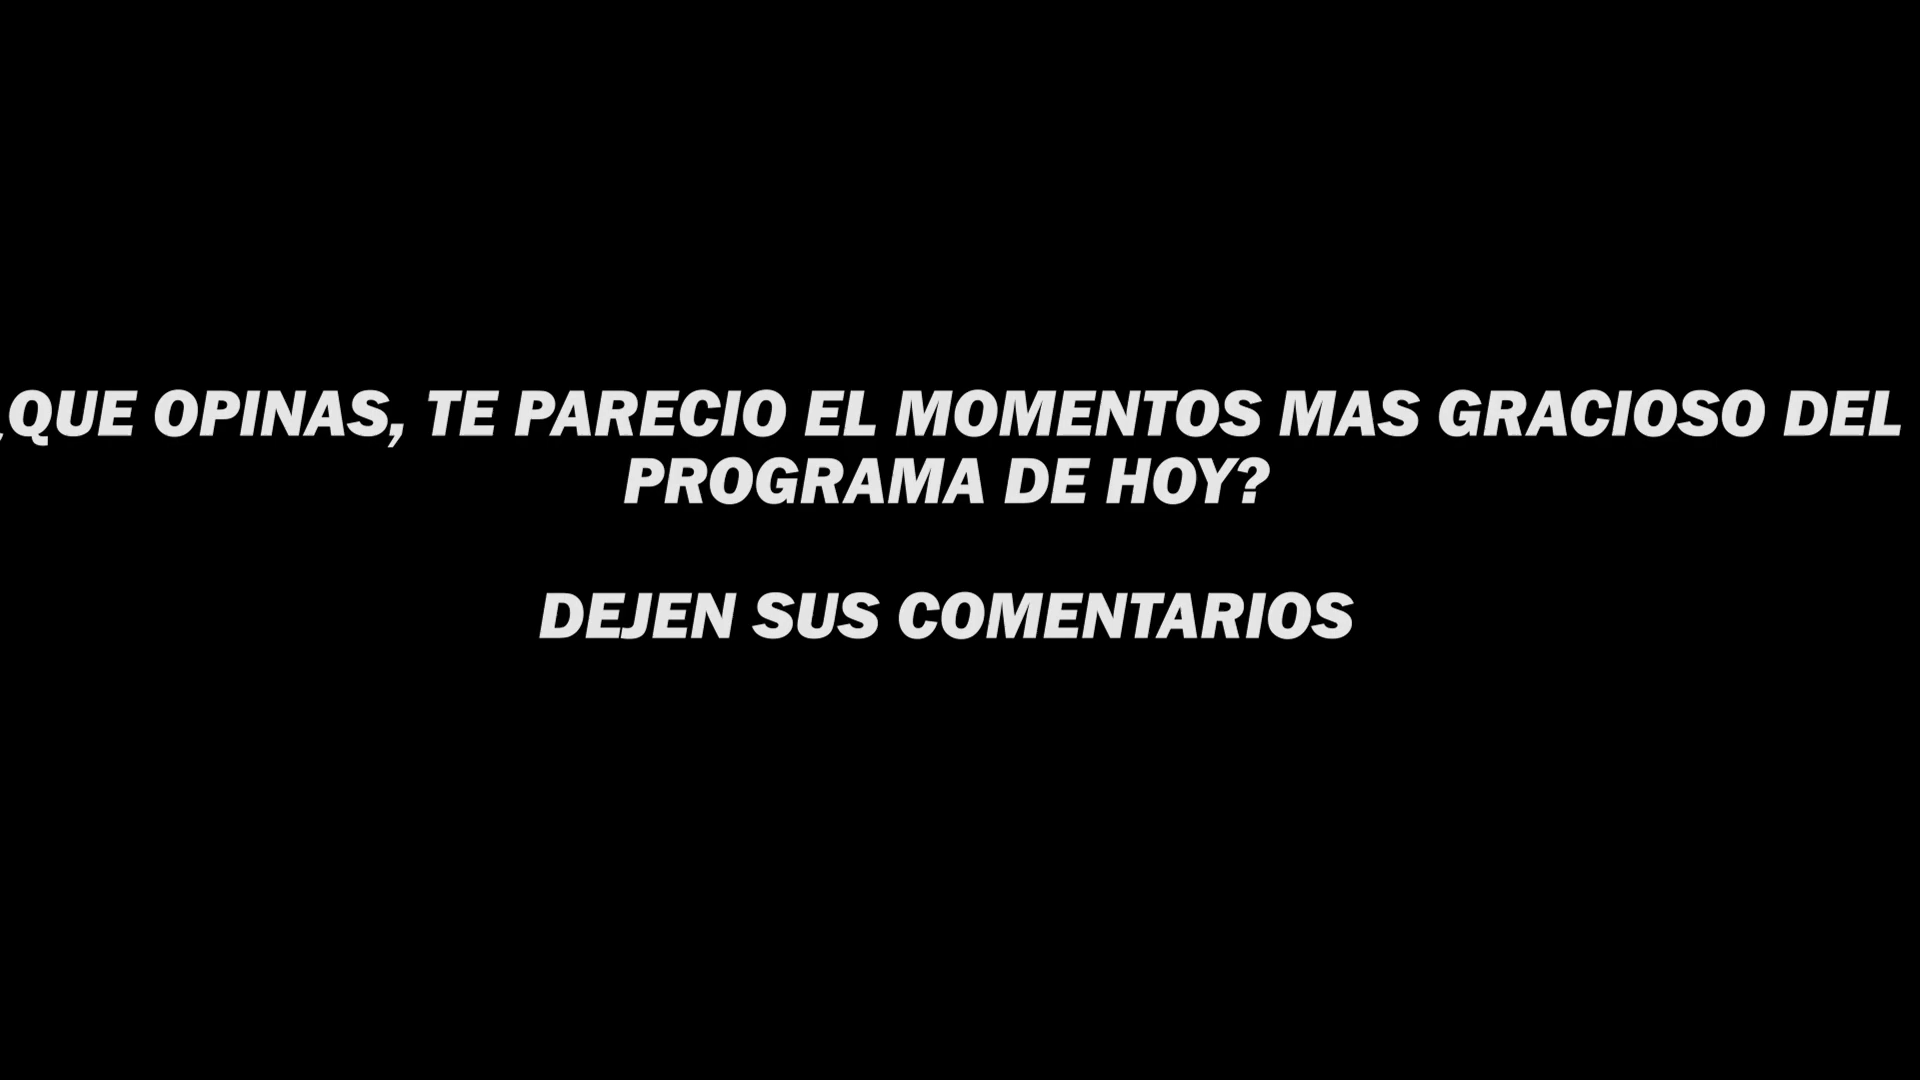 ¿QUE OPINAS, TE PARECIO EL MOMENTOS MAS GRACIOSO DEL
PROGRAMA DE HOY?
DEJEN SUS COMENTARIOS